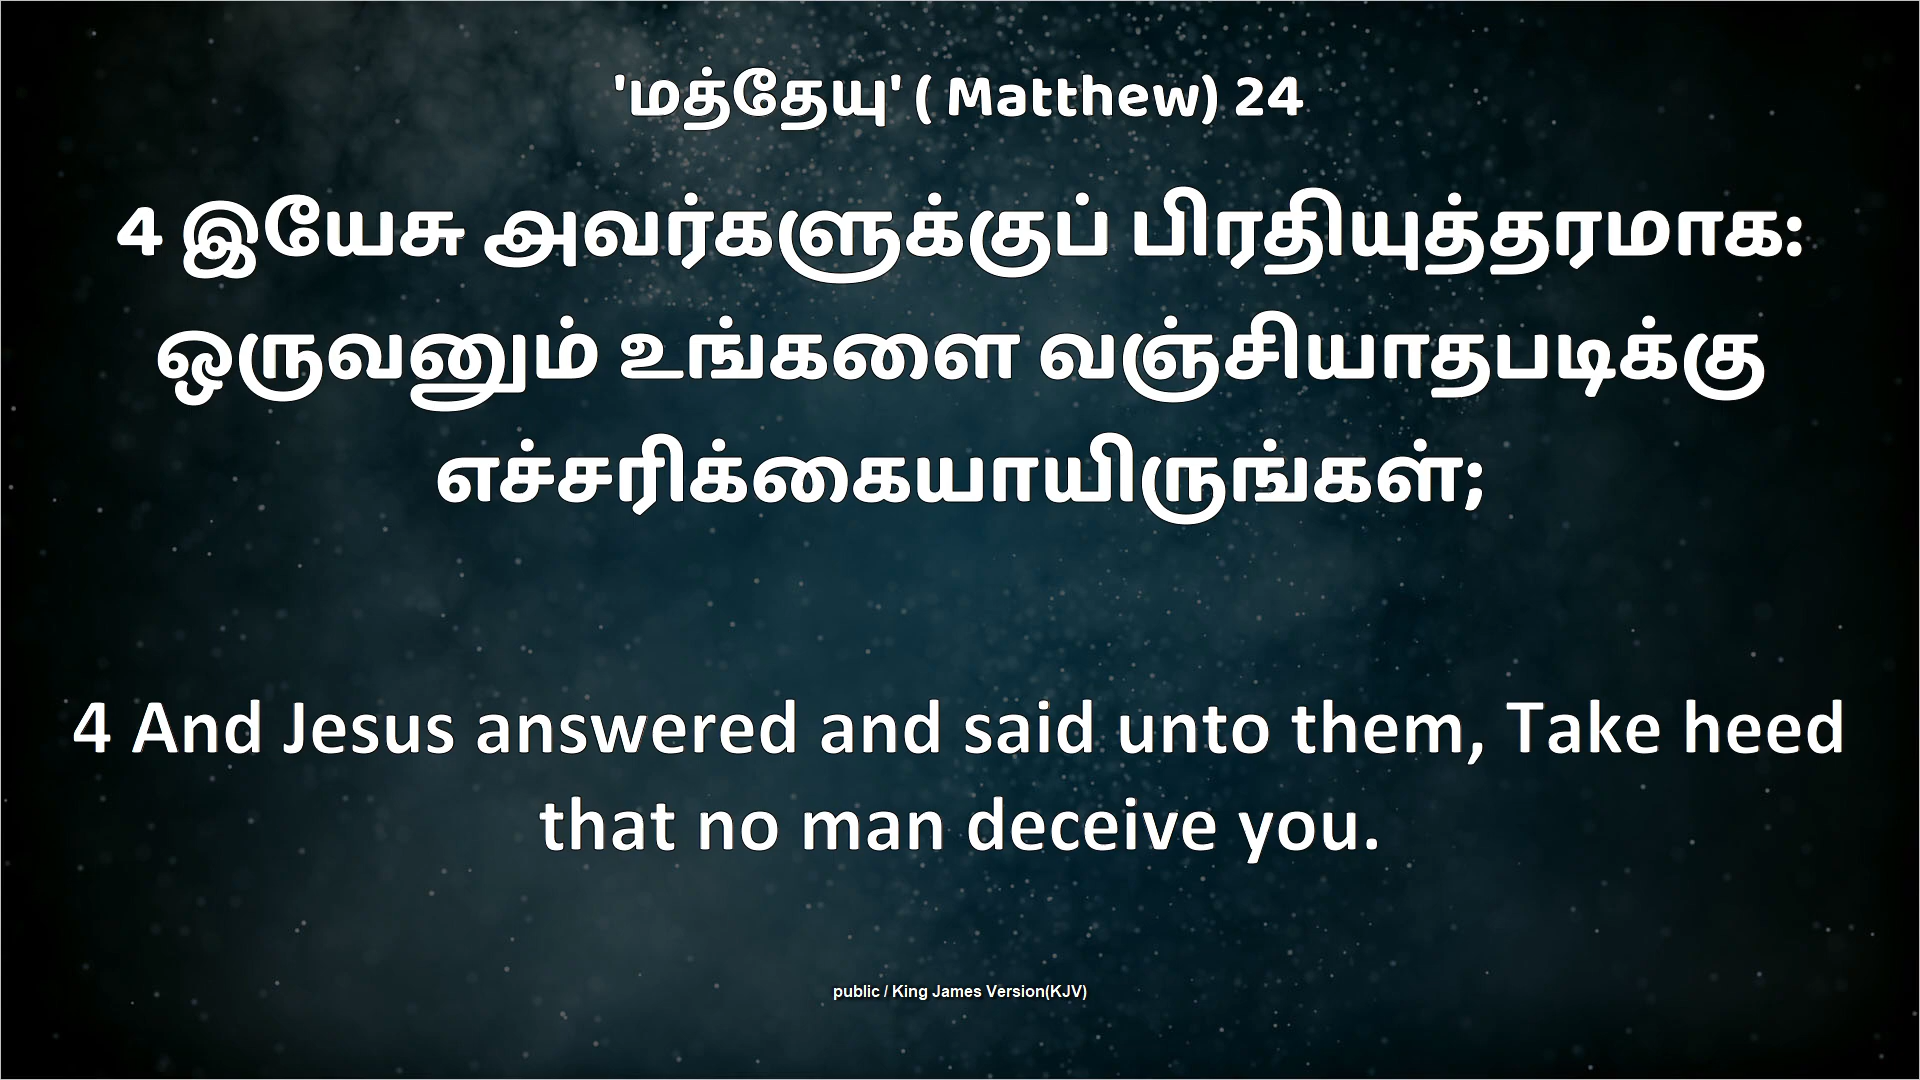 'மத்தேயு' ( Matthew) 24
4 இயேசு அவர்களுக்குப் பிரதியுத்தரமாக:
ஒருவனும் உங்களை வஞ்சியாதபடிக்கு
எச்சரிக்கையாயிருங்கள்;
4 And Jesus answered and said unto them, Take heed
that no man deceive you.
public / King James Version(KJV)